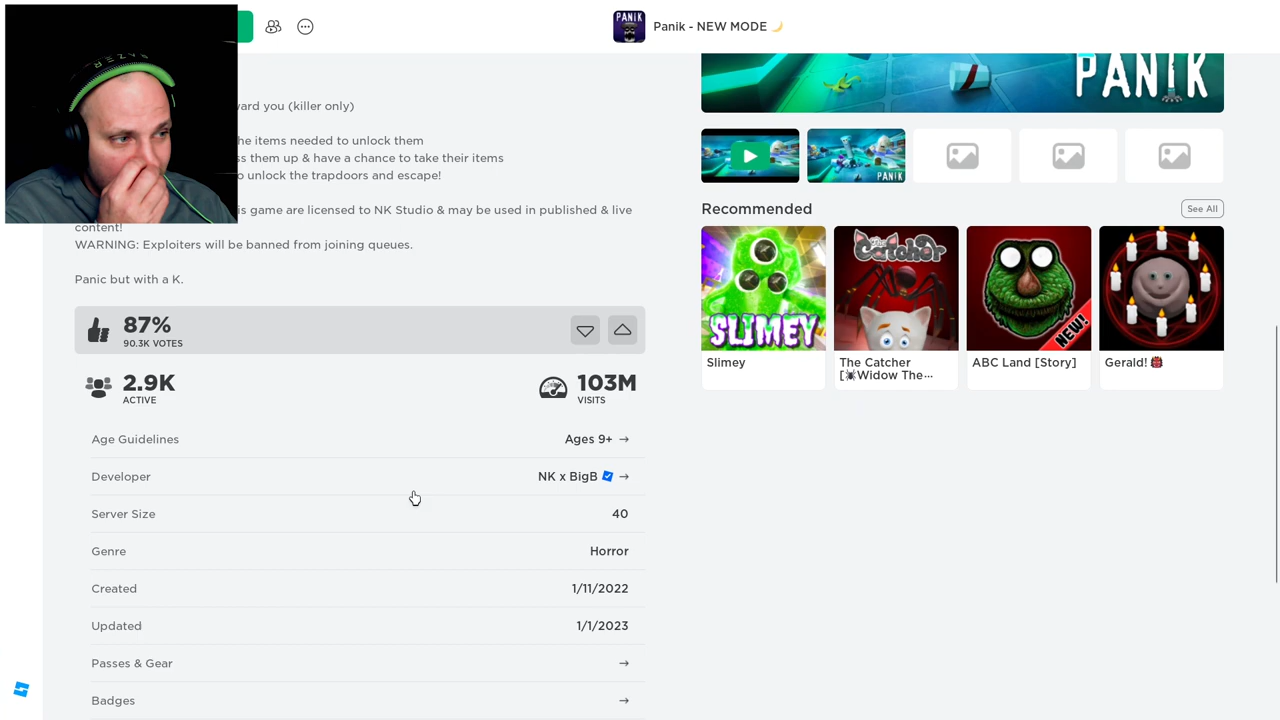 Panik - NEW MODE 🌙
PANIK
RAZER
ward you (killer only)
he items needed to unlock them
ss them up & have a chance to take their items
o unlock the trapdoors and escape!
is game are licensed to NK Studio & may be used in published & live
content!
WARNING: Exploiters will be banned from joining queues.
Panic but with a K.
87%
90.3K VOTES
2.9K
ACTIVE
103M
VISITS
Age Guidelines
Ages 9+ →
Developer
NK x BigB →
Server Size
40
Genre
Horror
Created
1/11/2022
Updated
1/1/2023
Passes & Gear →
Badges →
PANIK
PANIK
Recommended
See All
SLIMEY
The Catcher
NEW!
Slimey
The Catcher
[🕷Widow The...
ABC Land [Story]
Gerald! 👹